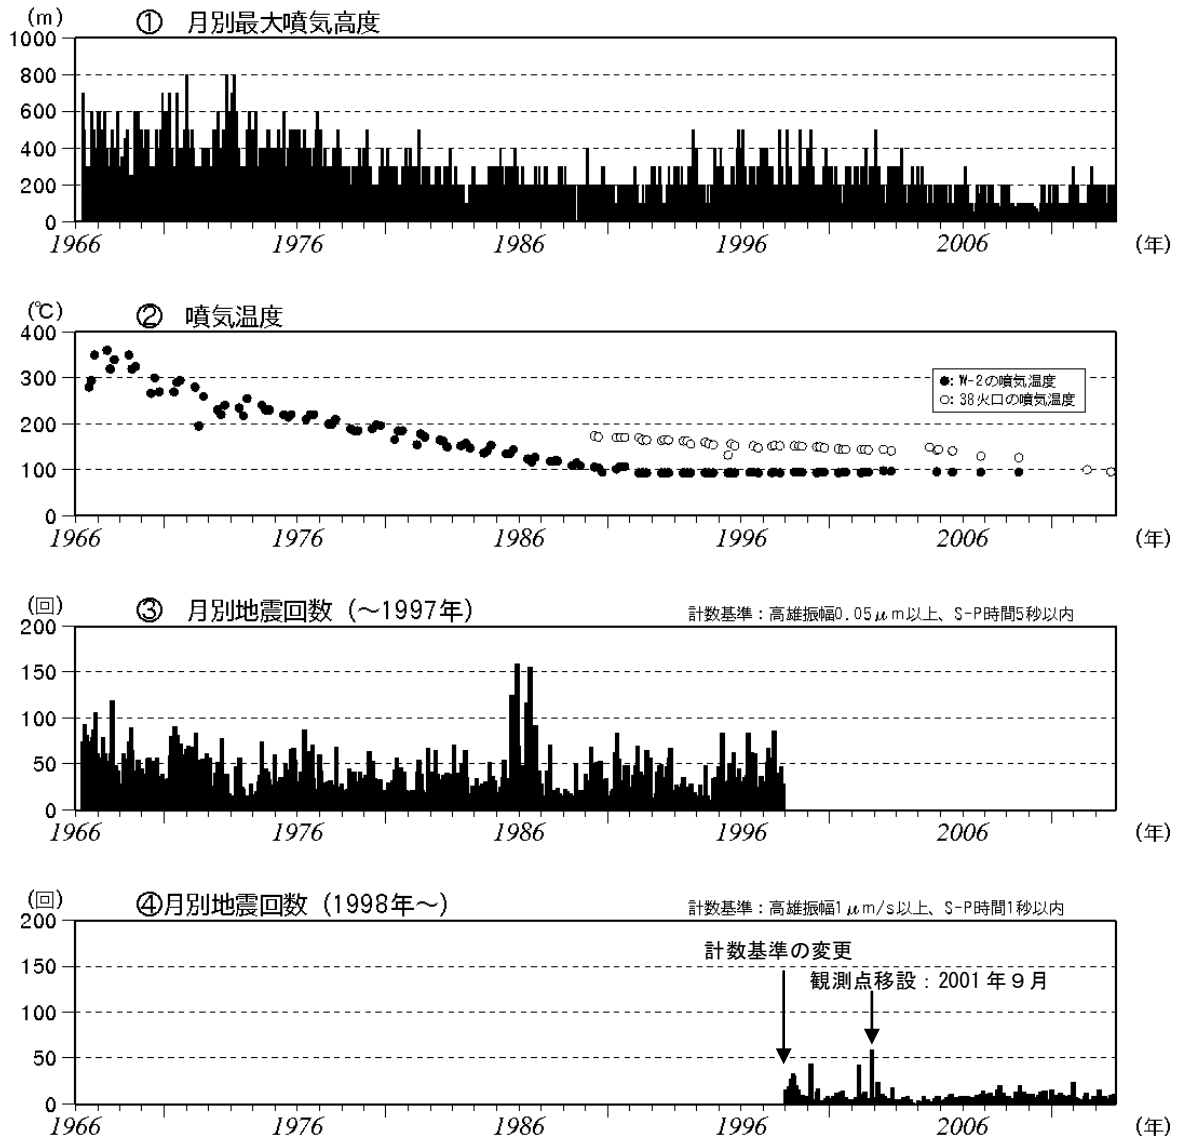 (m)
① 月別最大噴気高度
1000
800
600
400
200
0
1966 1976 1986 1996 2006 (年)
(℃)
② 噴気温度
400
300
200
100
0
●: W-2の噴気温度
○: 38火口の噴気温度
1966 1976 1986 1996 2006 (年)
(回)
③ 月別地震回数 (～1997年)
計数基準：高雄振幅0.05μm以上、S-P時間5秒以内
200
150
100
50
0
1966 1976 1986 1996 2006 (年)
(回)
④月別地震回数 (1998年～)
計数基準：高雄振幅1μm/s以上、S-P時間1秒以内
200
150
100
50
0
計数基準の変更
観測点移設：2001年９月
1966 1976 1986 1996 2006 (年)